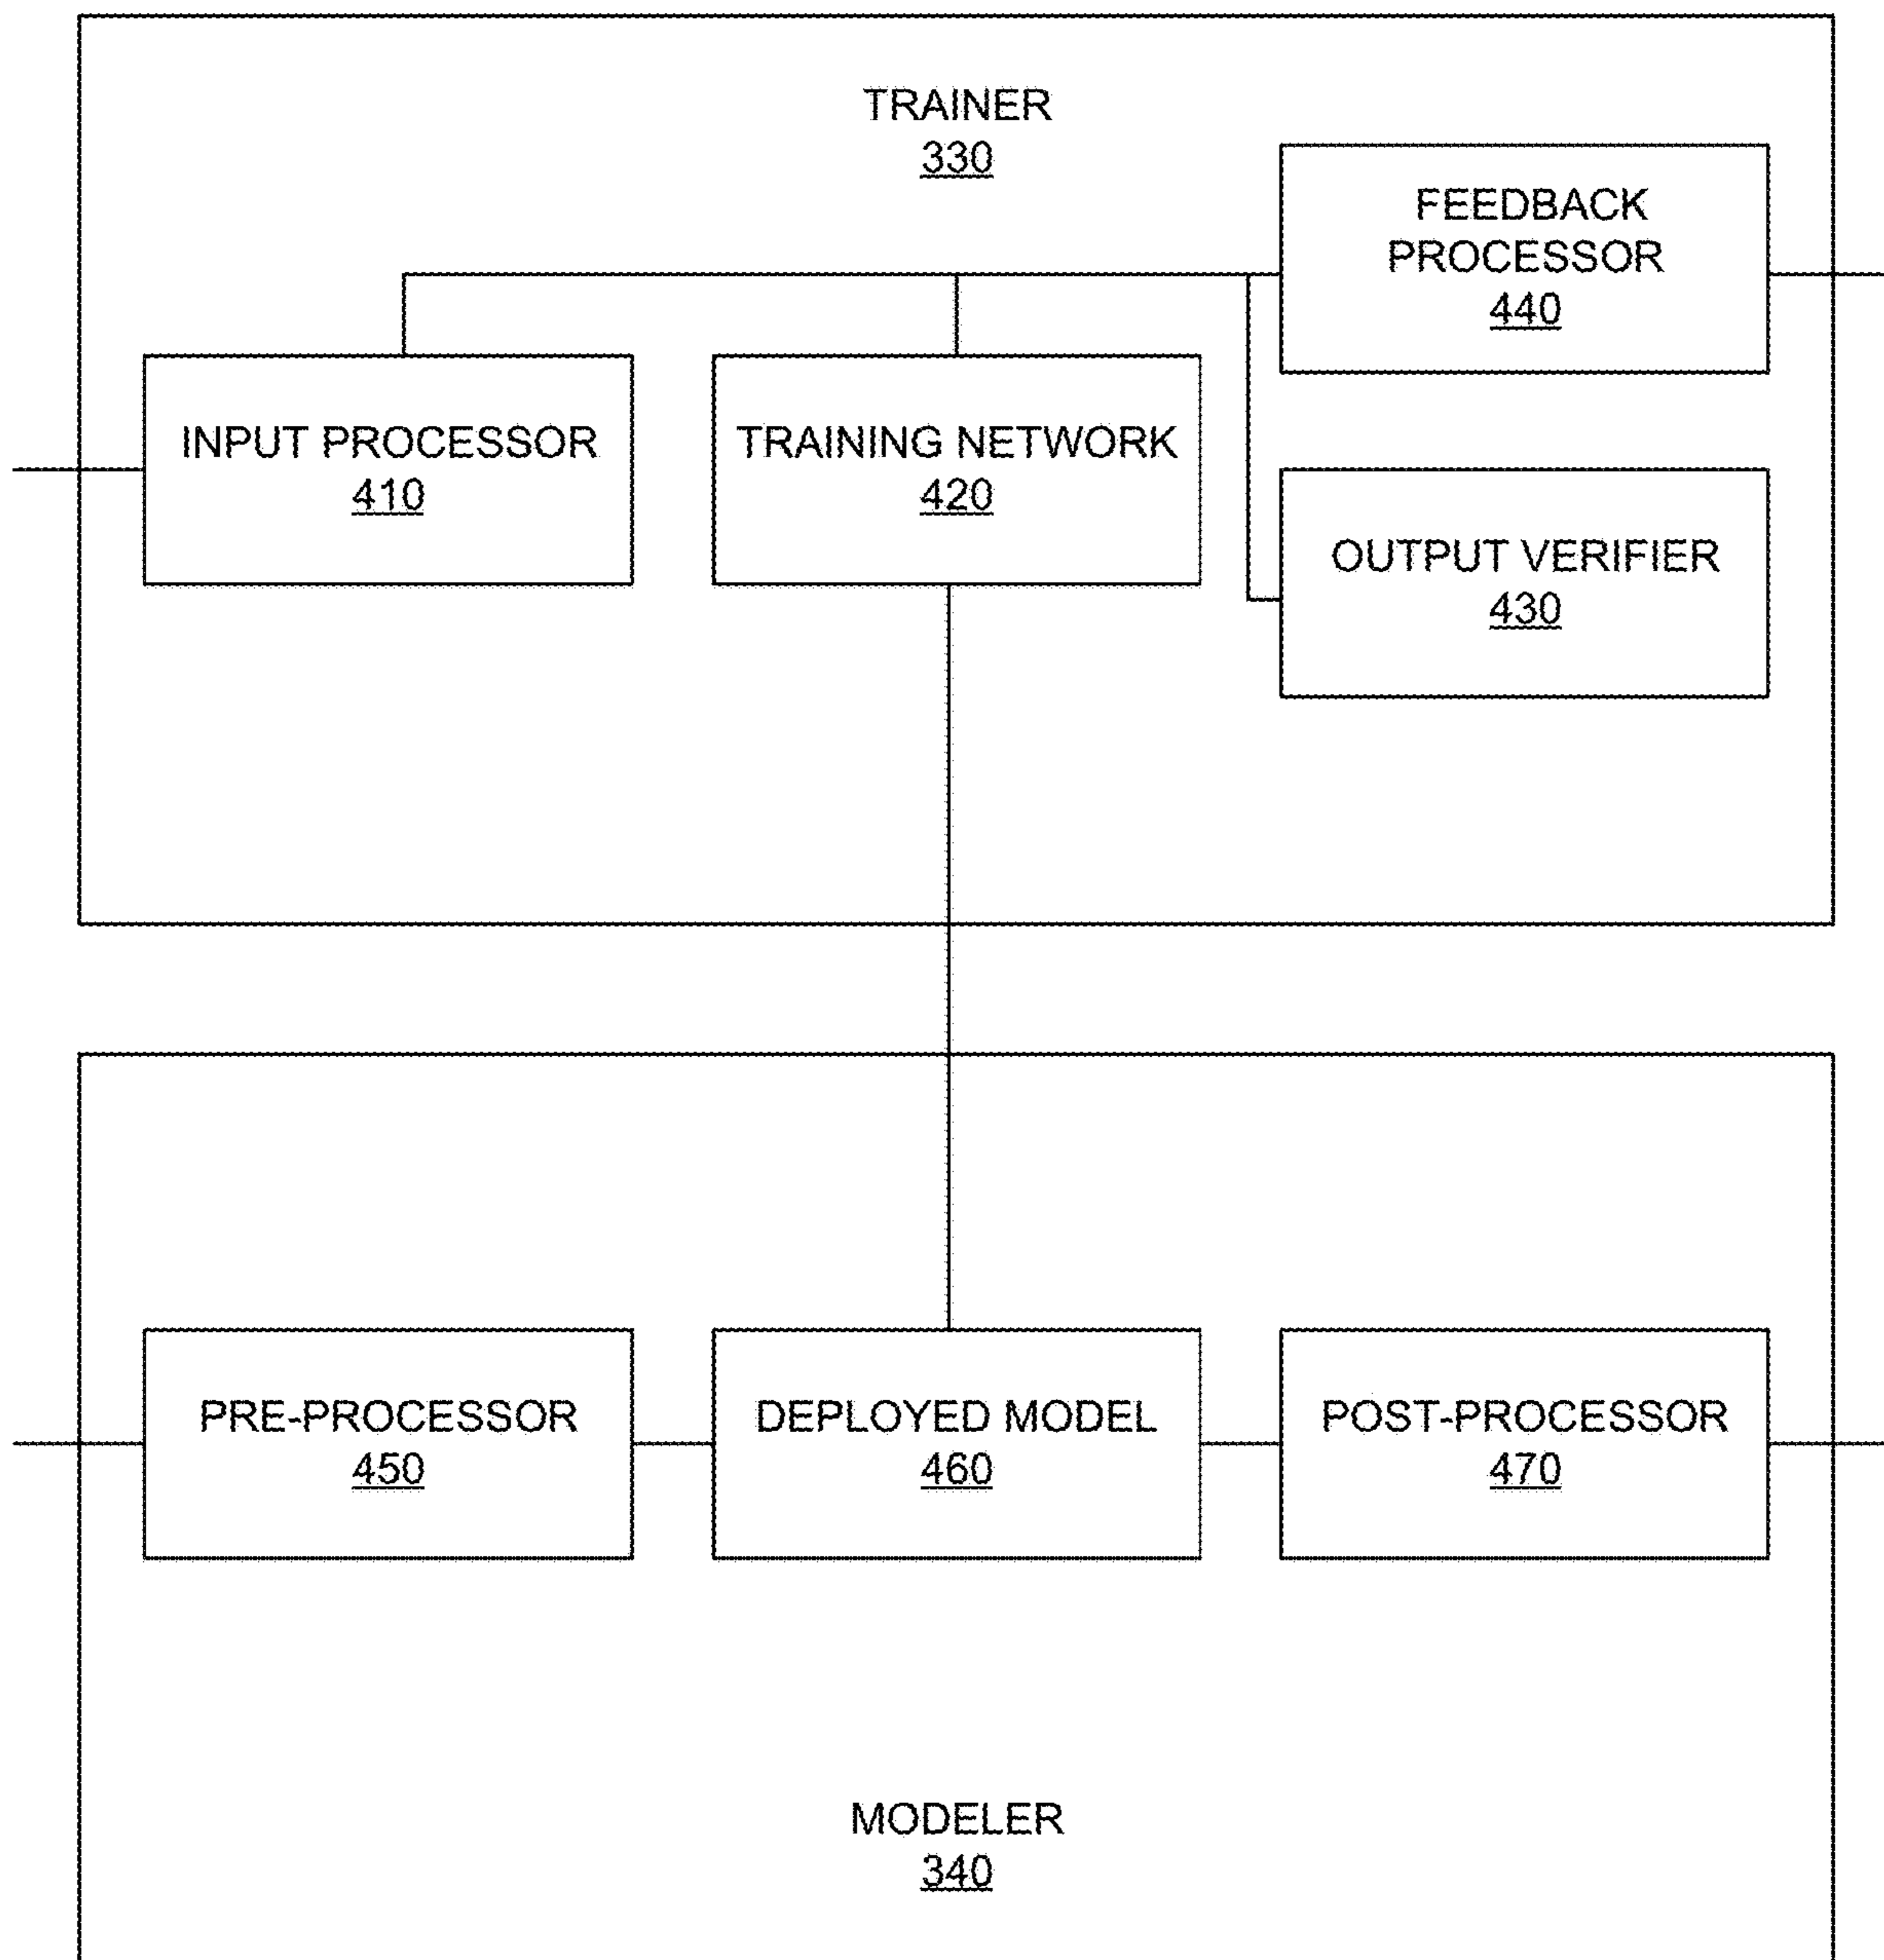 TRAINER
330
FEEDBACK
PROCESSOR
440
INPUT PROCESSOR
410
TRAINING NETWORK
420
OUTPUT VERIFIER
430
PRE-PROCESSOR
450
DEPLOYED MODEL
460
POST-PROCESSOR
470
MODELER
340